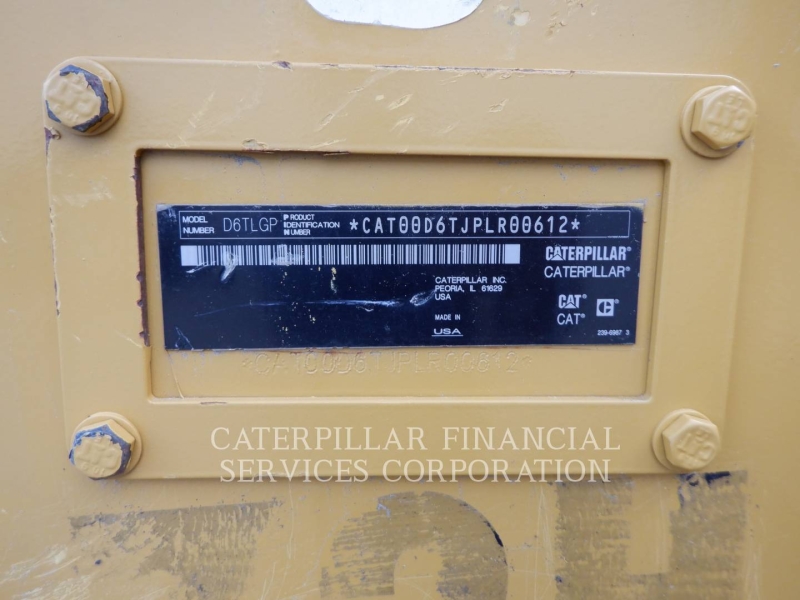 MODEL NUMBER D6TLGP PRODUCT IDENTIFICATION NUMBER *CAT00D6TJPLR00612*
CATERPILLAR®
CATERPILLAR®
CATERPILLAR INC.
PEORIA, IL 61629
USA
CAT®
CAT®
MADE IN
USA
239-6987 3
*CAT00D6TJPLR00612*
CATERPILLAR FINANCIAL
SERVICES CORPORATION